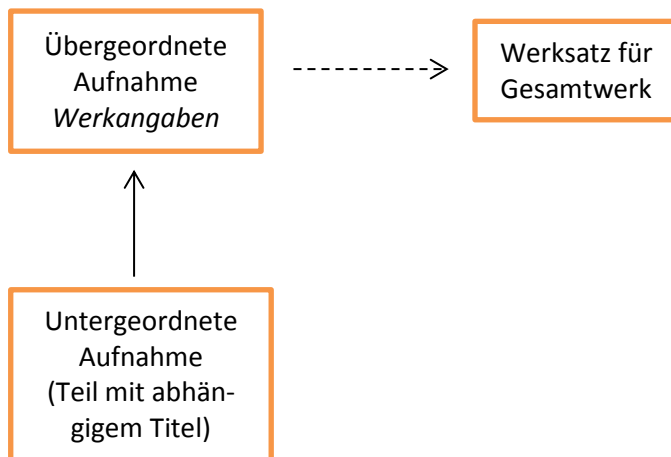 Übergeordnete
Aufnahme
Werkangaben
Werksatz für
Gesamtwerk
Untergeordnete
Aufnahme
(Teil mit abhän-
gigem Titel)